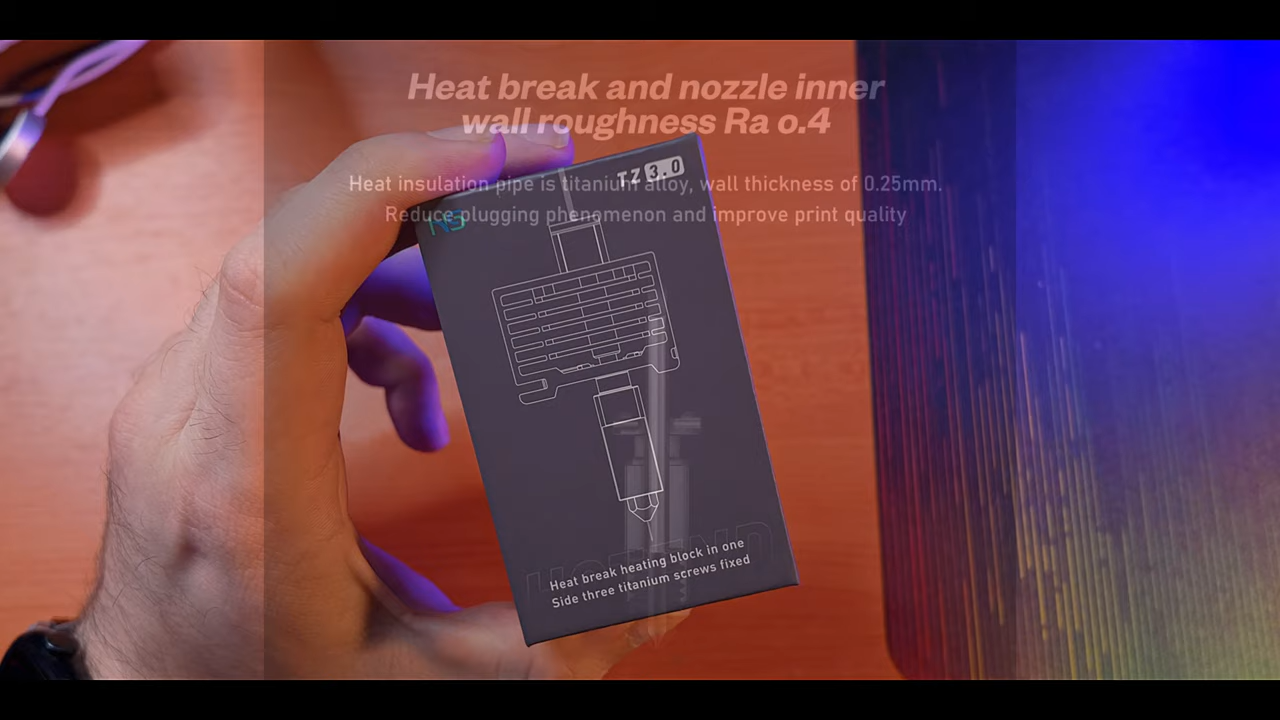 Heat break and nozzle inner
wall roughness Ra 0.4
Heat insulation pipe is titanium alloy, wall thickness of 0.25mm.
Reduce plugging phenomenon and improve print quality
TZ 3.0
NS
HOTEND
Heat break heating block in one
Side three titanium screws fixed